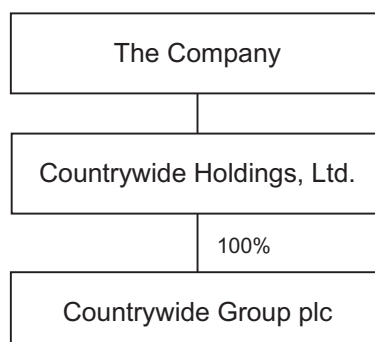 The Company
Countrywide Holdings, Ltd.
100%
Countrywide Group plc